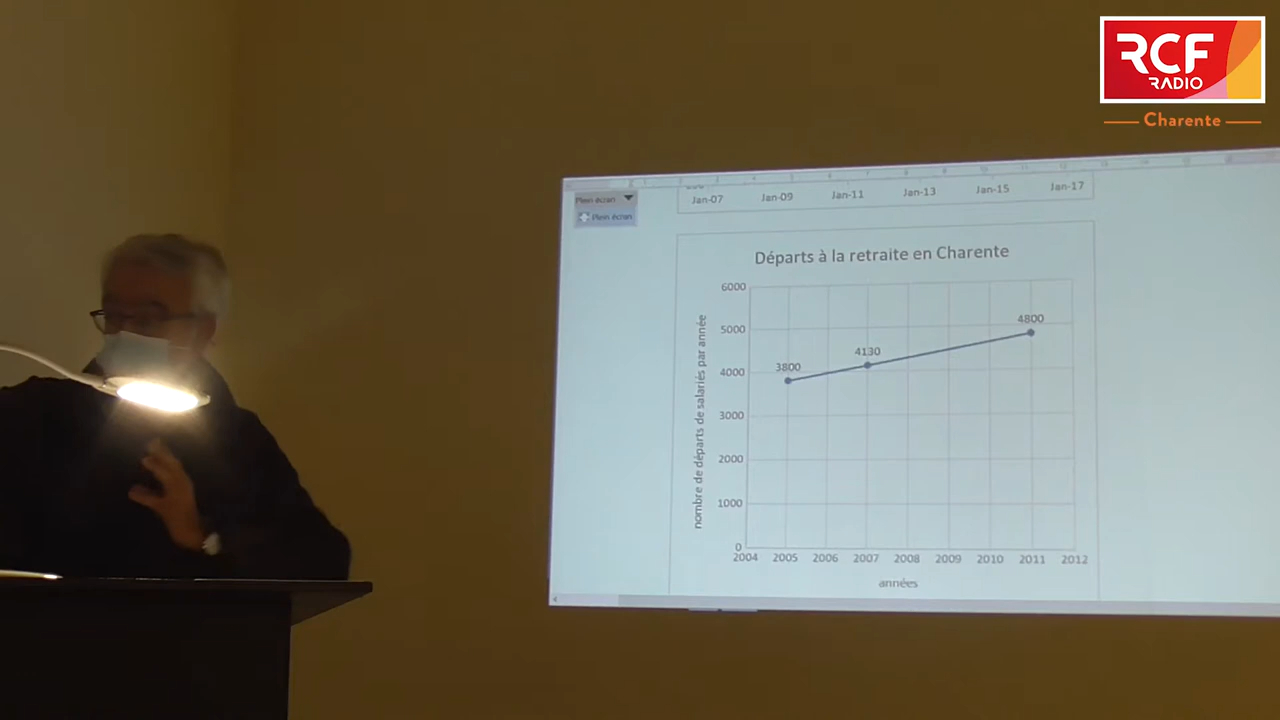 RCF
RADIO
Charente
Jan-07 Jan-09 Jan-11 Jan-13 Jan-15 Jan-17
Plein écran
Plein écran
Départs à la retraite en Charente
nombre de départs de salariés par année
6000
5000
4000
3000
2000
1000
0
3800
4130
4800
2004 2005 2006 2007 2008 2009 2010 2011 2012
années